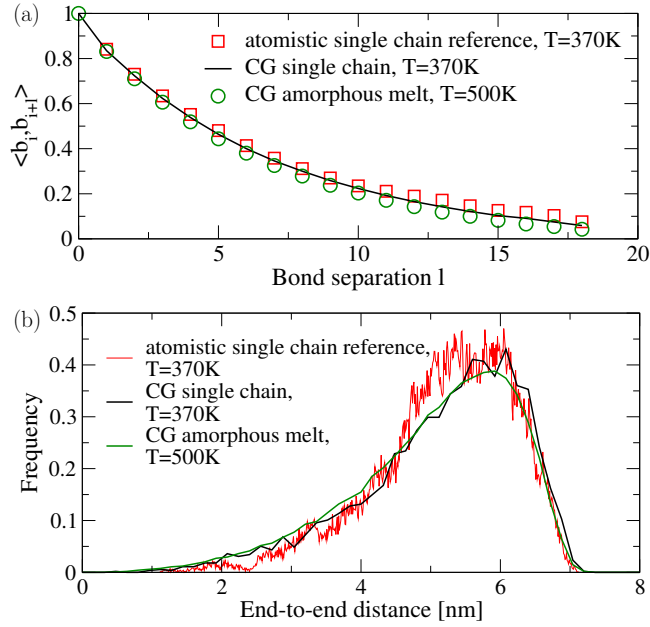 (a)
1
0.8
0.6
0.4
0.2
0
<b_i,b_{i+l}>
atomistic single chain reference, T=370K
CG single chain, T=370K
CG amorphous melt, T=500K
0 5 10 15 20
Bond separation l
(b)
0.5
0.4
0.3
0.2
0.1
0
Frequency
atomistic single chain reference,
T=370K
CG single chain,
T=370K
CG amorphous melt,
T=500K
0 2 4 6 8
End-to-end distance [nm]